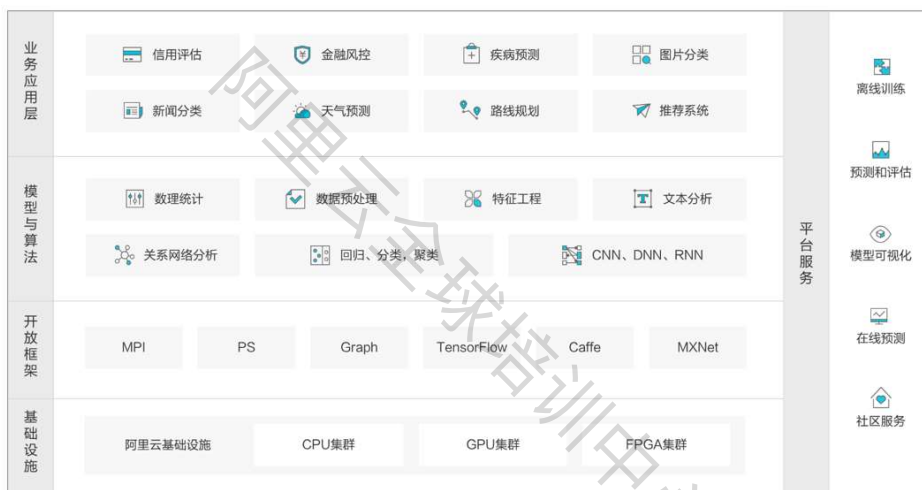 业务应用层
信用评估
金融风控
疾病预测
图片分类
新闻分类
天气预测
路线规划
推荐系统
模型与算法
数理统计
数据预处理
特征工程
文本分析
关系网络分析
回归、分类,聚类
CNN、DNN、RNN
开放框架
MPI
PS
Graph
TensorFlow
Caffe
MXNet
基础设施
阿里云基础设施
CPU集群
GPU集群
FPGA集群
平台服务
离线训练
预测和评估
模型可视化
在线预测
社区服务
阿里云全球培训中